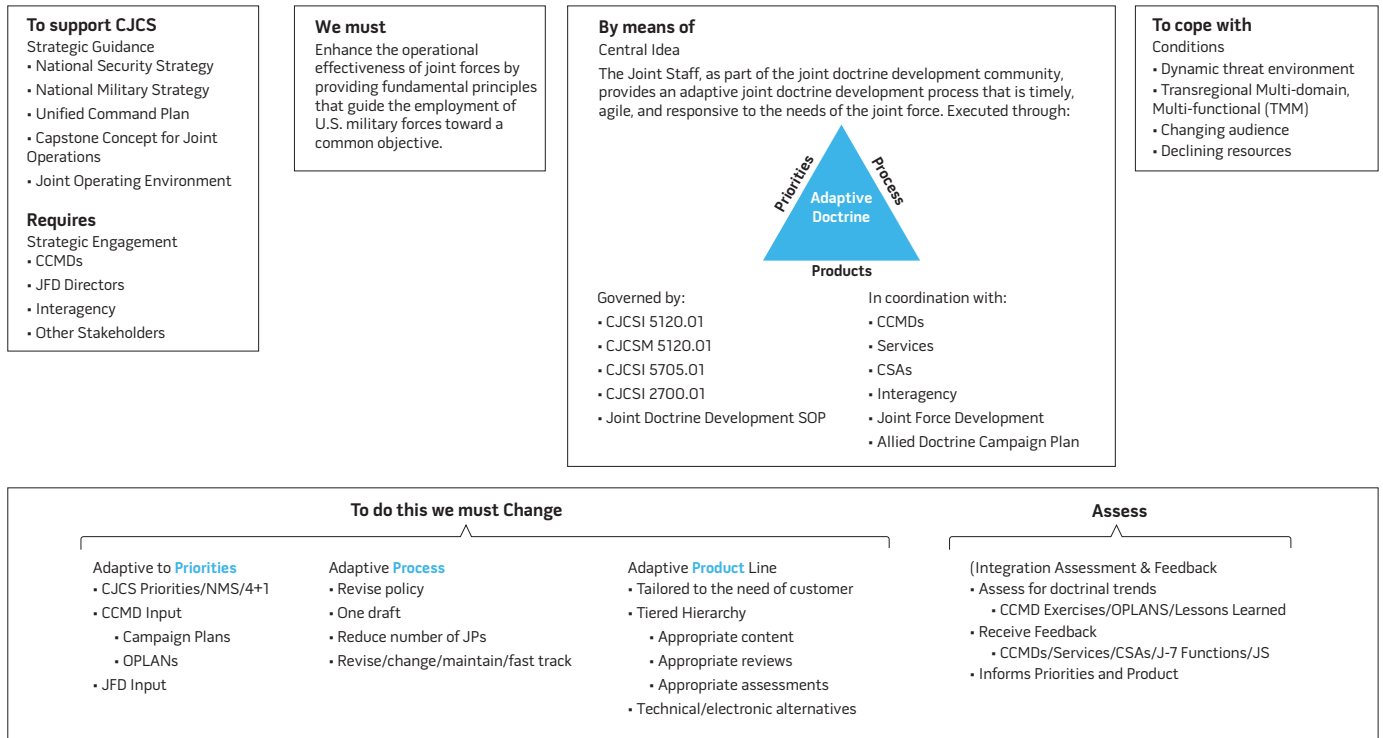 To support CJCS
Strategic Guidance
▪ National Security Strategy
▪ National Military Strategy
▪ Unified Command Plan
▪ Capstone Concept for Joint
Operations
▪ Joint Operating Environment
Requires
Strategic Engagement
▪ CCMDs
▪ JFD Directors
▪ Interagency
▪ Other Stakeholders
We must
Enhance the operational
effectiveness of joint forces by
providing fundamental principles
that guide the employment of
U.S. military forces toward a
common objective.
By means of
Central Idea
The Joint Staff, as part of the joint doctrine development community,
provides an adaptive joint doctrine development process that is timely,
agile, and responsive to the needs of the joint force. Executed through:
Priorities
Process
Adaptive
Doctrine
Products
Governed by:
▪ CJCSI 5120.01
▪ CJCSM 5120.01
▪ CJCSI 5705.01
▪ CJCSI 2700.01
▪ Joint Doctrine Development SOP
In coordination with:
▪ CCMDs
▪ Services
▪ CSAs
▪ Interagency
▪ Joint Force Development
▪ Allied Doctrine Campaign Plan
To cope with
Conditions
▪ Dynamic threat environment
▪ Transregional Multi-domain,
Multi-functional (TMM)
▪ Changing audience
▪ Declining resources
To do this we must Change
Adaptive to Priorities
▪ CJCS Priorities/NMS/4+1
▪ CCMD Input
▪ Campaign Plans
▪ OPLANs
▪ JFD Input
Adaptive Process
▪ Revise policy
▪ One draft
▪ Reduce number of JPs
▪ Revise/change/maintain/fast track
Adaptive Product Line
▪ Tailored to the need of customer
▪ Tiered Hierarchy
▪ Appropriate content
▪ Appropriate reviews
▪ Appropriate assessments
▪ Technical/electronic alternatives
Assess
(Integration Assessment & Feedback
▪ Assess for doctrinal trends
▪ CCMD Exercises/OPLANS/Lessons Learned
▪ Receive Feedback
▪ CCMDs/Services/CSAs/J-7 Functions/JS
▪ Informs Priorities and Product